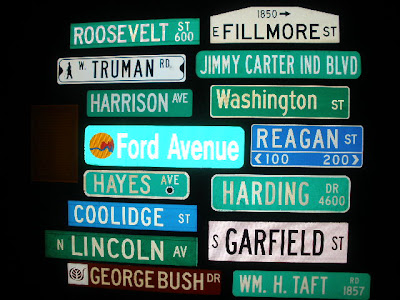 ROOSEVELT ST 600
1850 →
E FILLMORE ST
W. TRUMAN RD.
JIMMY CARTER IND BLVD
HARRISON AVE
Washington ST
Ford Avenue
REAGAN ST
<100 200>
HAYES AVE
HARDING DR 4600
COOLIDGE ST
N LINCOLN AV
S GARFIELD ST
GEORGE BUSH DR
WM. H. TAFT RD 1857